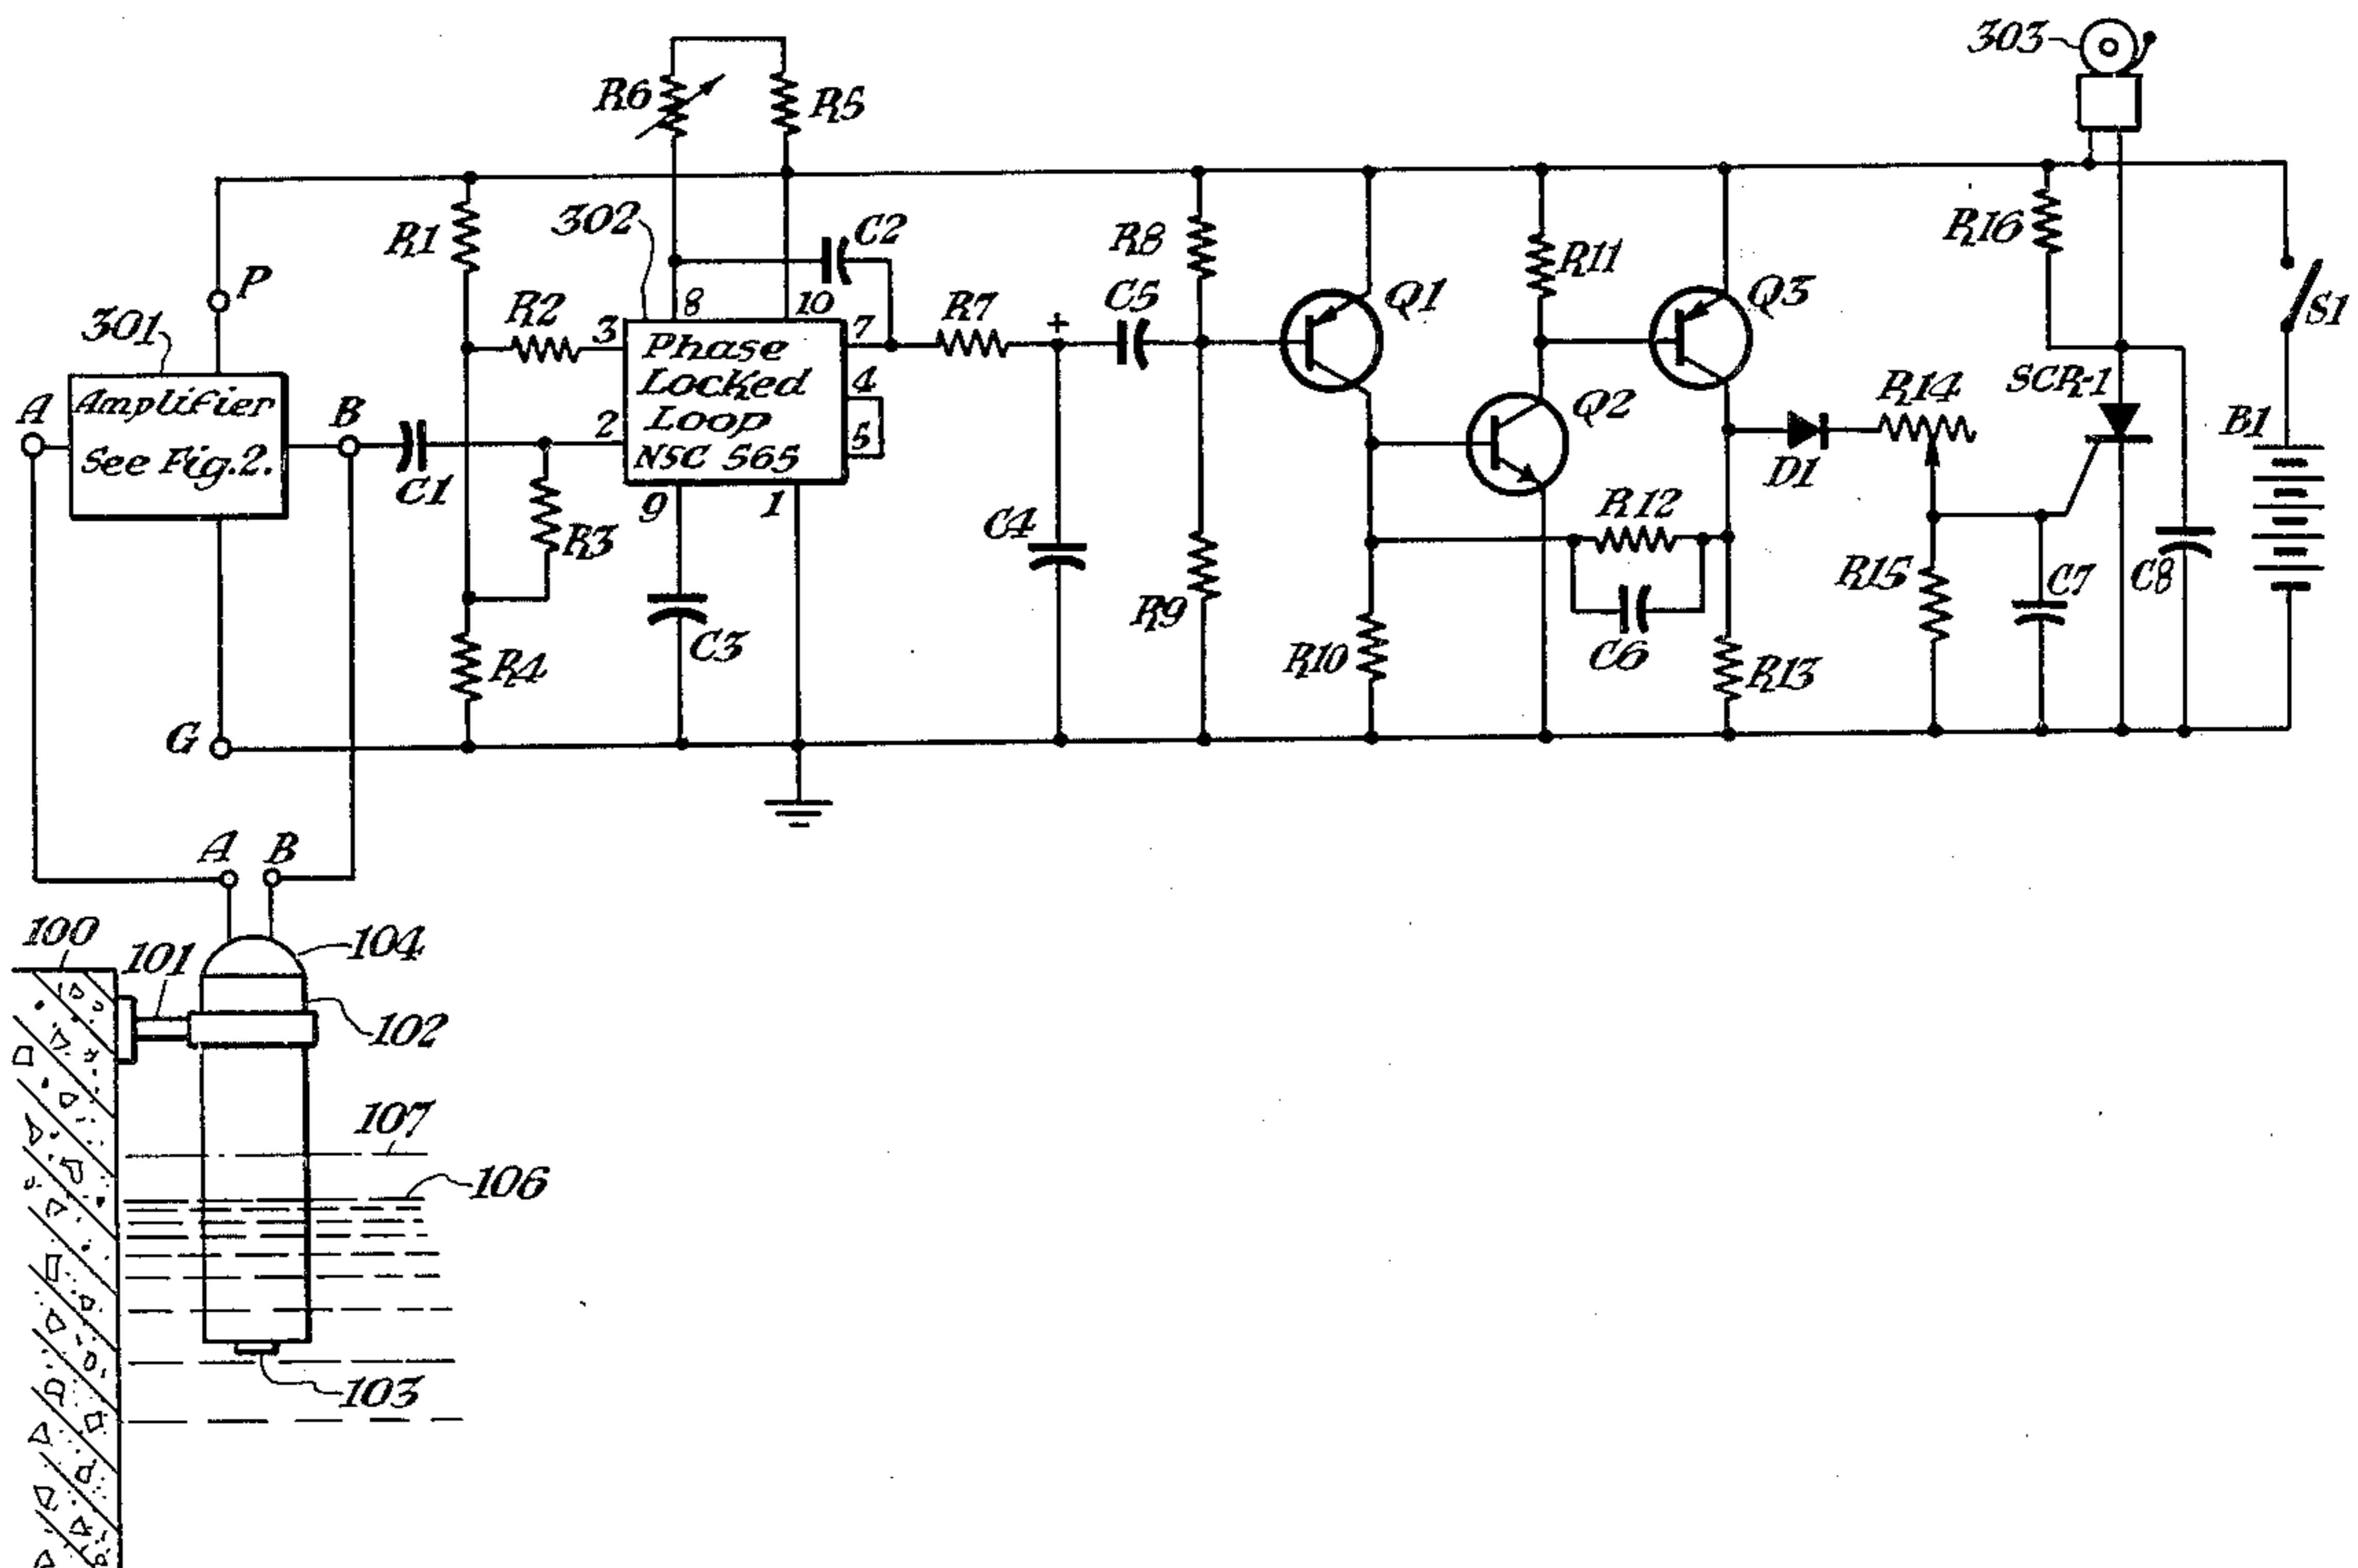 303
R6
R5
302
C2
R1
P
R8
R11
R16
8
10
R2
3
7
R7
+
C5
Q1
Q3
S1
301
Phase
Locked
Loop
NSC 565
4
5
2
A
Amplifier
See Fig.2.
B
C1
Q2
R14
SCR-1
B1
D1
9
1
R3
C4
R12
R15
C7
C8
R9
C3
R4
R10
C6
R13
G
A B
100
101
104
102
107
106
103